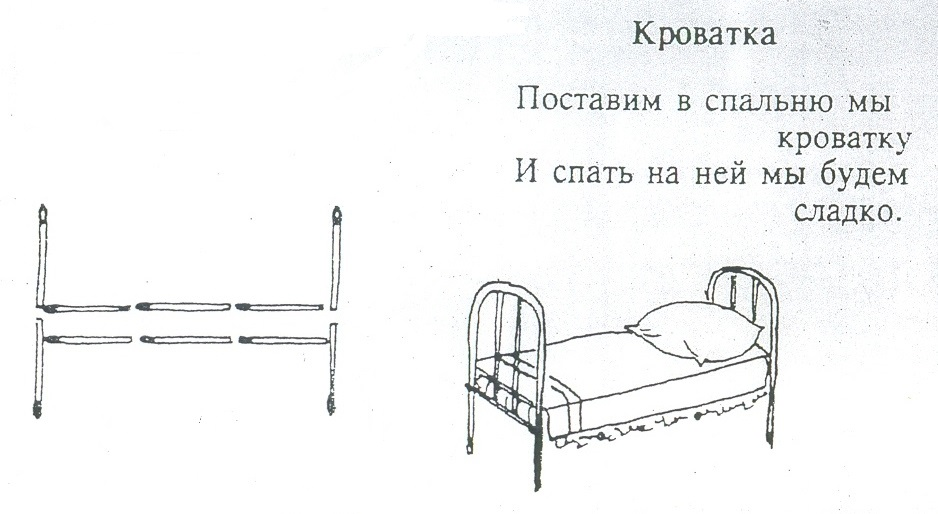 Кроватка
Поставим в спальню мы
кроватку
И спать на ней мы будем
сладко.